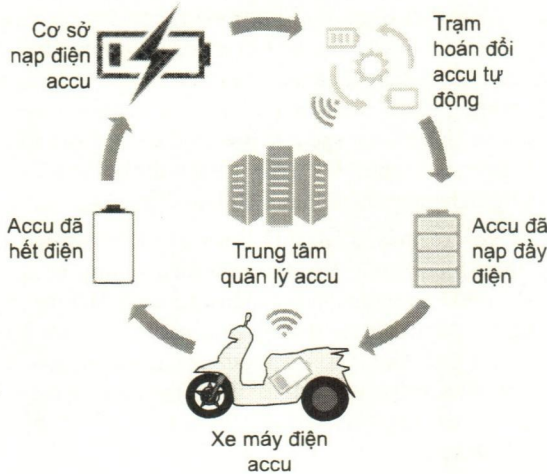 Cơ sở
nạp điện
accu
Trạm
hoán đổi
accu tự
động
Accu đã
hết điện
Trung tâm
quản lý accu
Accu đã
nạp đầy
điện
Xe máy điện
accu